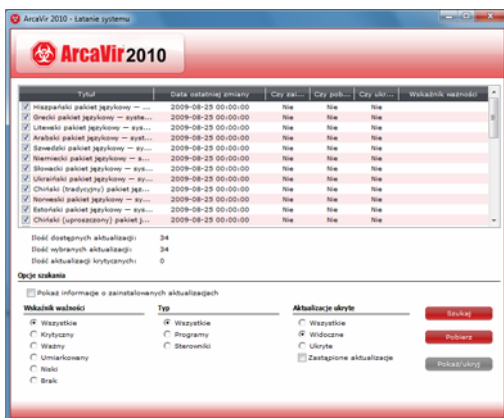 ArcaVir 2010 - Łatanie systemu
ArcaVir 2010
Tytuł Data ostatniej zmiany Czy zai... Czy pob... Czy ukr... Wskaźnik ważności
Hiszpański pakiet językowy — ... 2009-08-25 00:00:00 Nie Nie Nie
Grecki pakiet językowy — syste... 2009-08-25 00:00:00 Nie Nie Nie
Litewski pakiet językowy — syst... 2009-08-25 00:00:00 Nie Nie Nie
Arabski pakiet językowy — syst... 2009-08-25 00:00:00 Nie Nie Nie
Szwedzki pakiet językowy — sy... 2009-08-25 00:00:00 Nie Nie Nie
Niemiecki pakiet językowy — s... 2009-08-25 00:00:00 Nie Nie Nie
Słowacki pakiet językowy — sy... 2009-08-25 00:00:00 Nie Nie Nie
Ukraiński pakiet językowy — sy... 2009-08-25 00:00:00 Nie Nie Nie
Chiński (tradycyjny) pakiet jęz... 2009-08-25 00:00:00 Nie Nie Nie
Norweski pakiet językowy — sy... 2009-08-25 00:00:00 Nie Nie Nie
Estoński pakiet językowy — sys... 2009-08-25 00:00:00 Nie Nie Nie
Chiński (uproszczony) pakiet j... 2009-08-25 00:00:00 Nie Nie Nie
Ilość dostępnych aktualizacji: 34
Ilość wybranych aktualizacji: 34
Ilość aktualizacji krytycznych: 0
Opcje szukania
Pokaż informacje o zainstalowanych aktualizacjach
Wskaźnik ważności Typ Aktualizacje ukryte
Wszystkie Wszystkie Wszystkie Szukaj
Krytyczny Programy Widoczne
Ważny Sterowniki Ukryte Pobierz
Umiarkowany Zastąpione aktualizacje
Niski Pokaż/ukryj
Brak